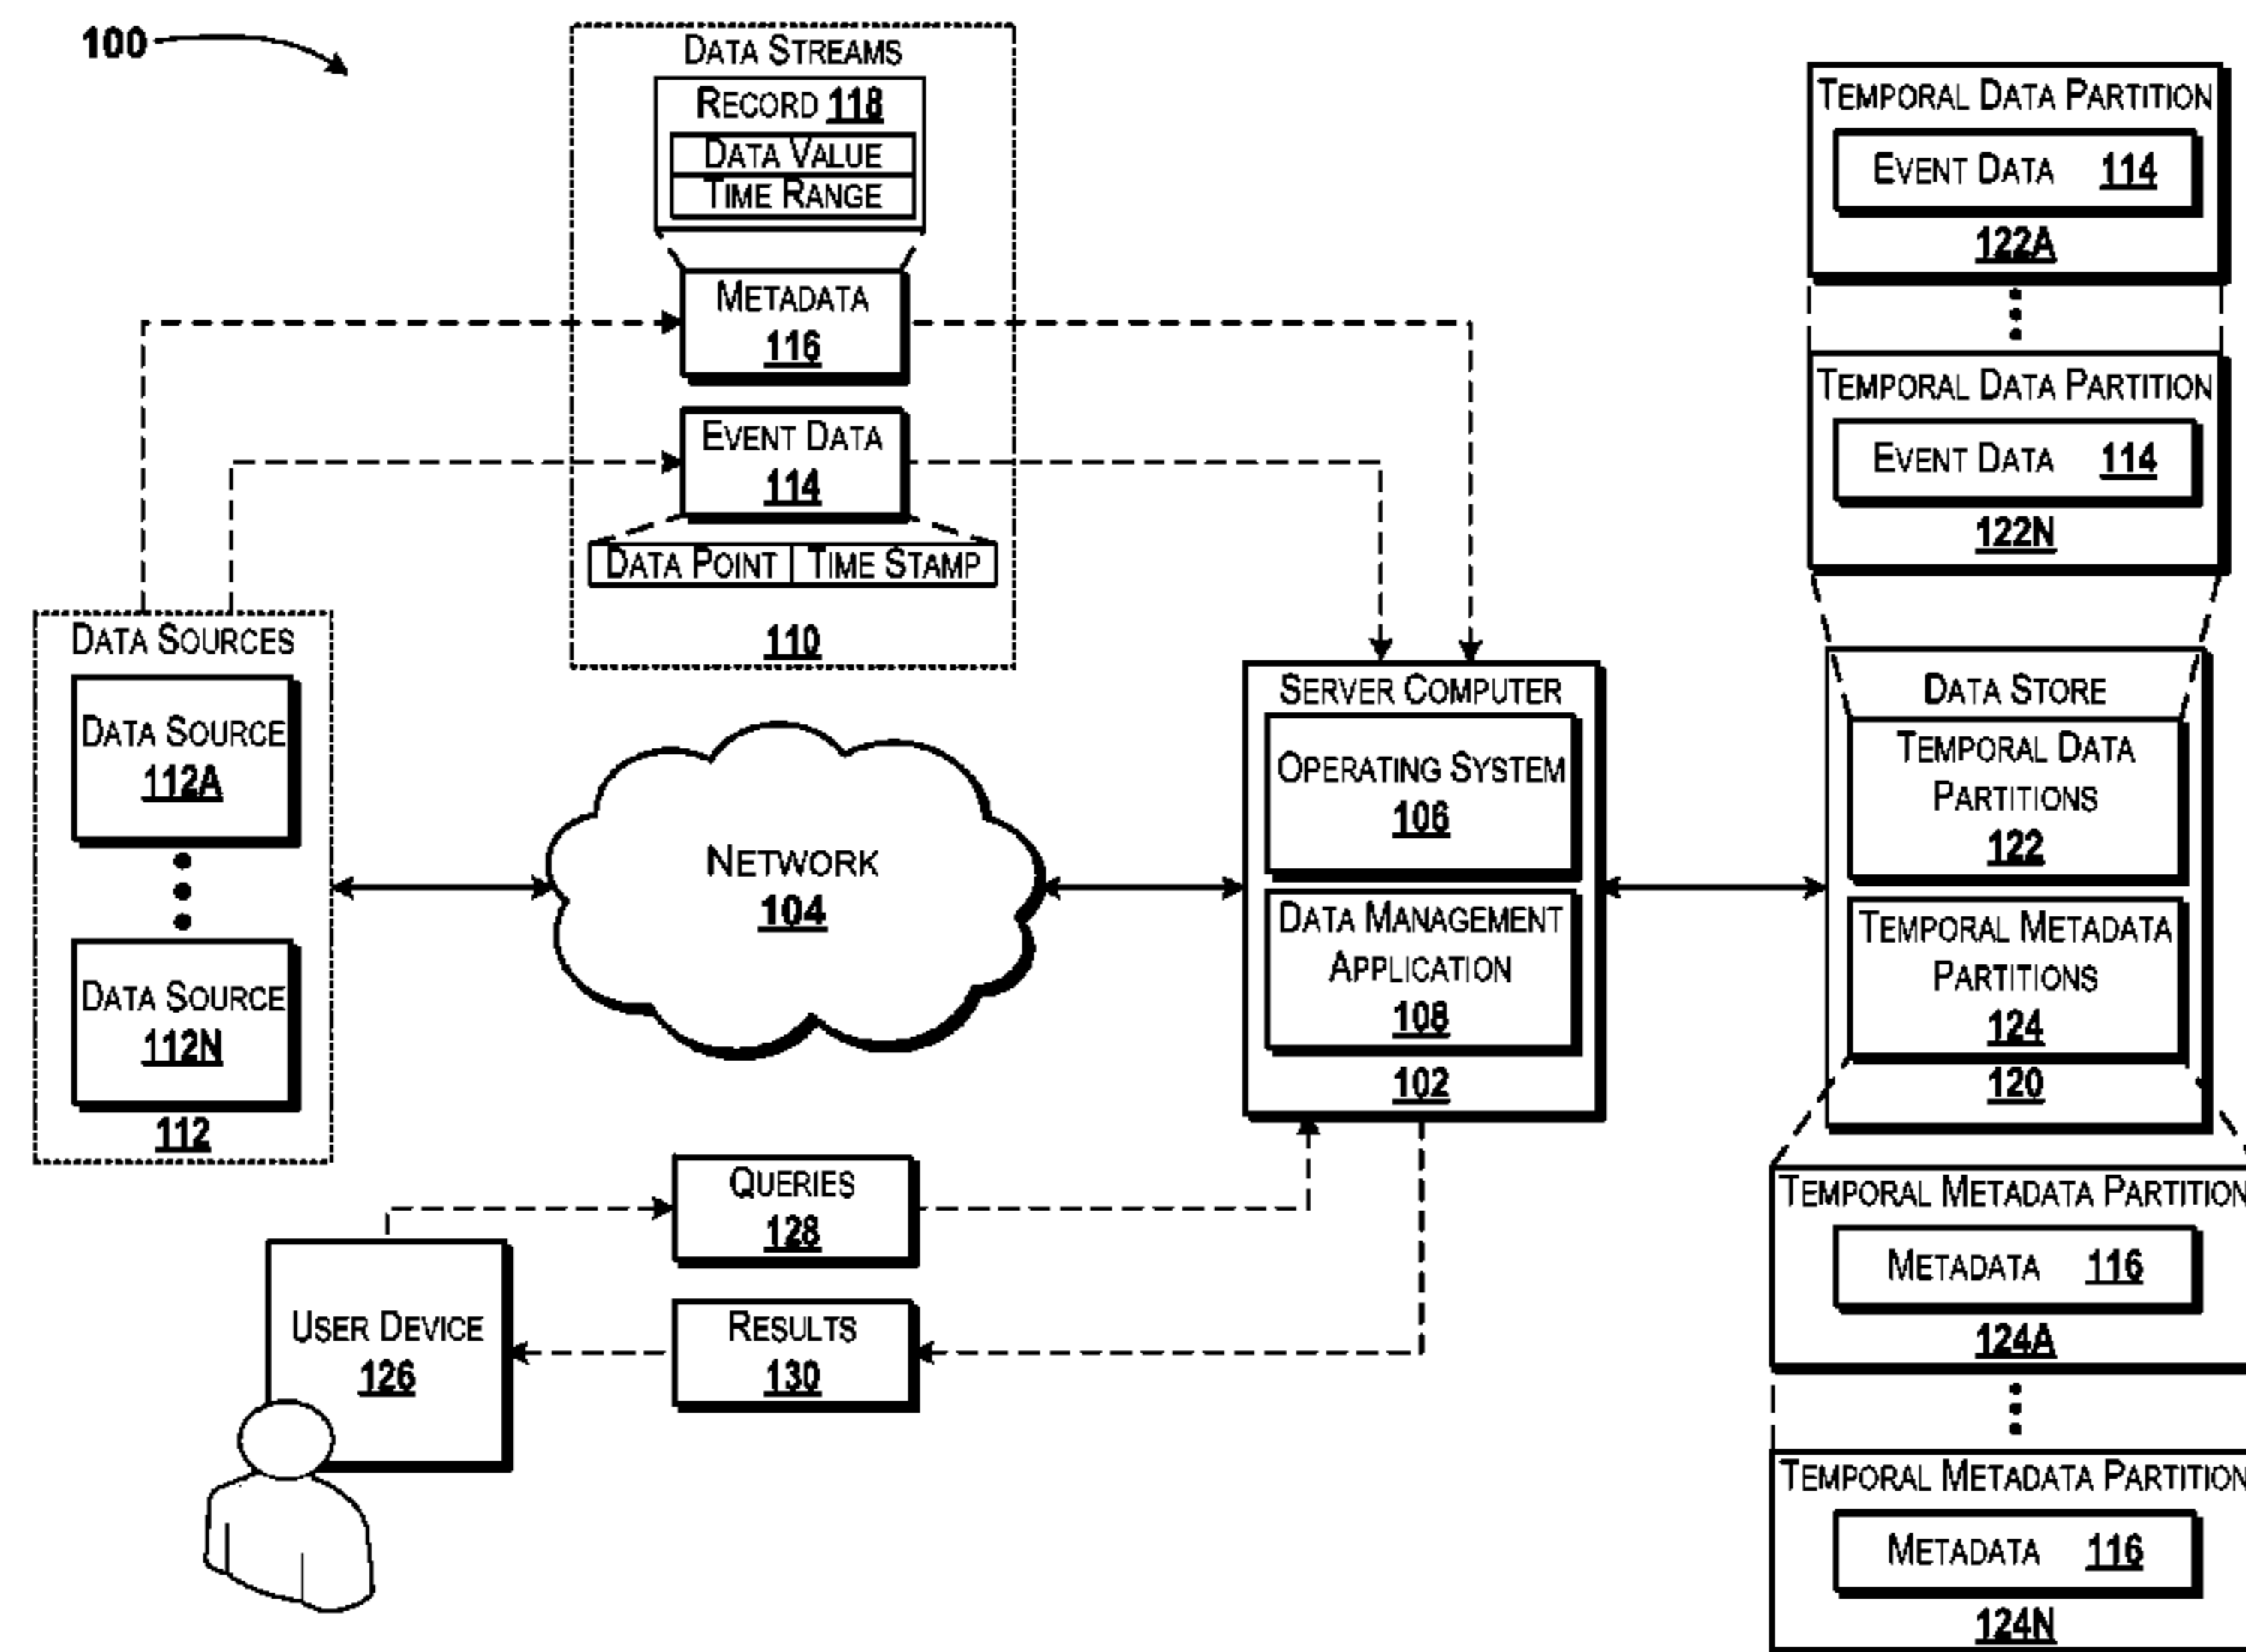 100
DATA STREAMS
RECORD 118
DATA VALUE
TIME RANGE
METADATA
116
EVENT DATA
114
DATA POINT TIME STAMP
110
DATA SOURCES
DATA SOURCE
112A
DATA SOURCE
112N
112
NETWORK
104
SERVER COMPUTER
OPERATING SYSTEM
106
DATA MANAGEMENT
APPLICATION
108
102
QUERIES
128
RESULTS
130
USER DEVICE
126
TEMPORAL DATA PARTITION
EVENT DATA 114
122A
TEMPORAL DATA PARTITION
EVENT DATA 114
122N
DATA STORE
TEMPORAL DATA
PARTITIONS
122
TEMPORAL METADATA
PARTITIONS
124
120
TEMPORAL METADATA PARTITION
METADATA 116
124A
TEMPORAL METADATA PARTITION
METADATA 116
124N